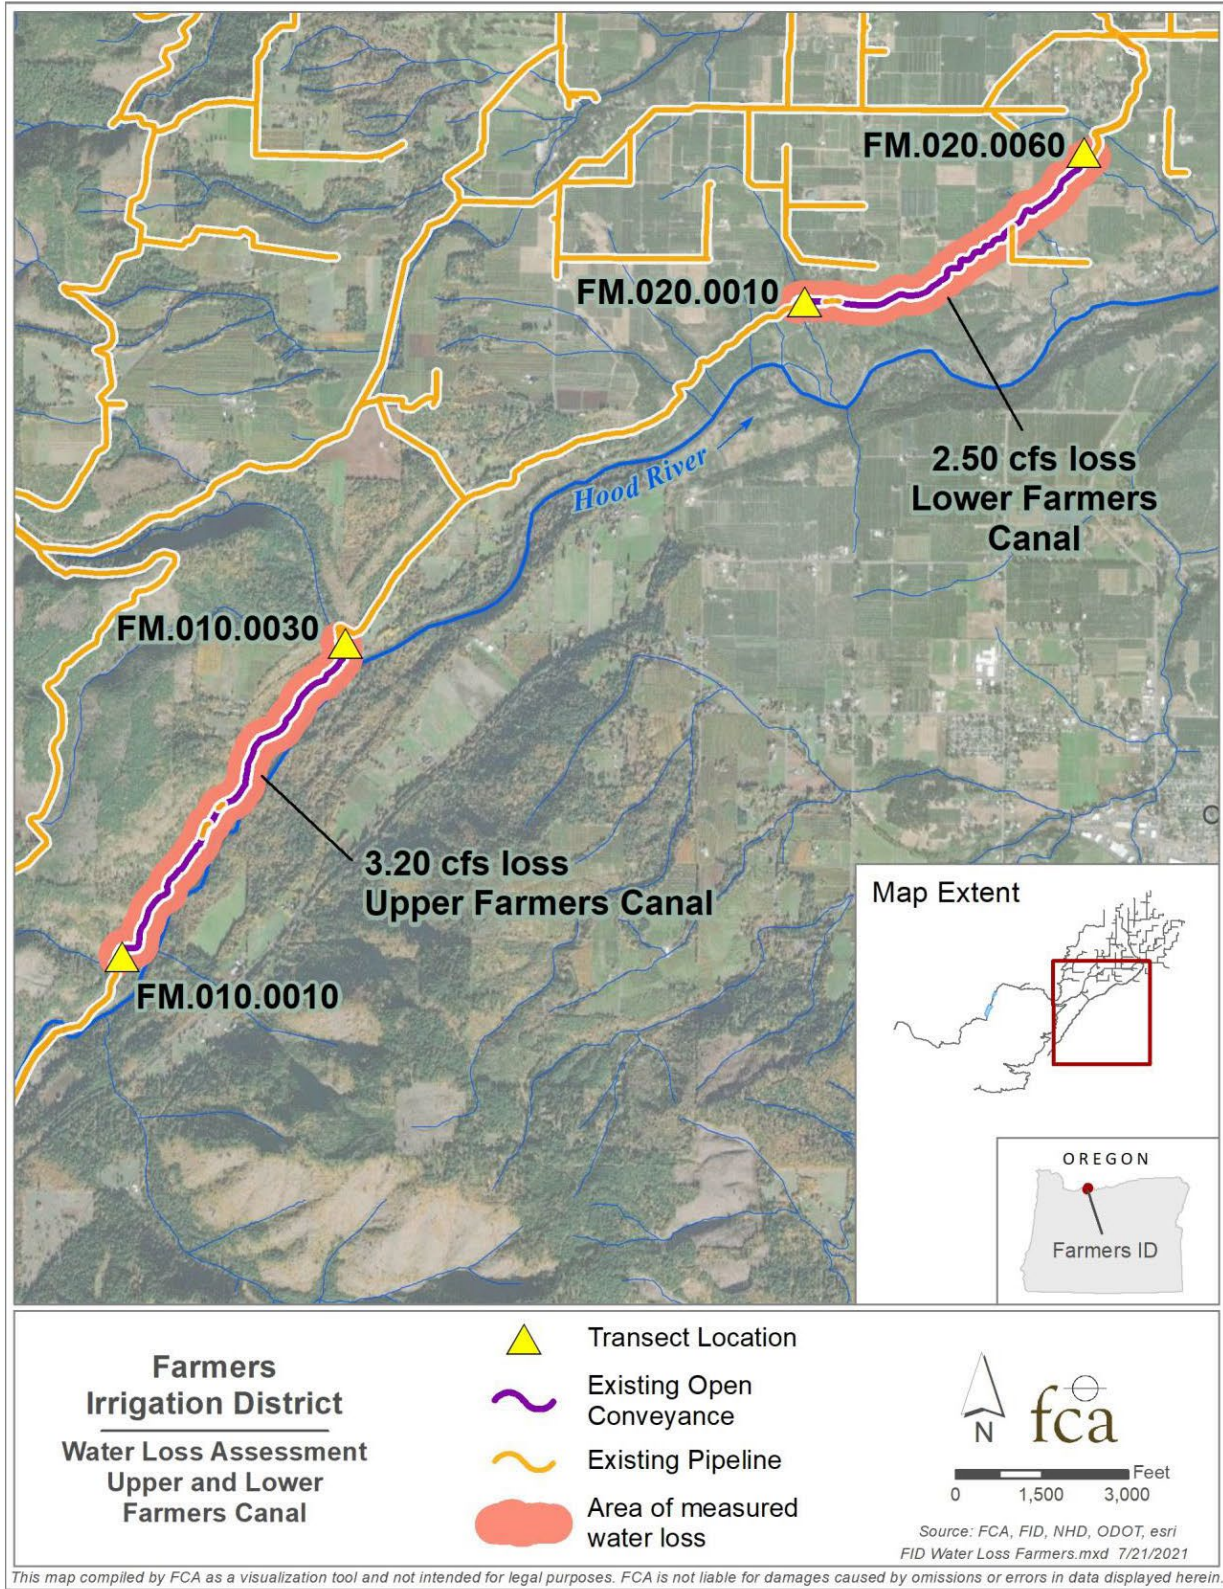 FM.020.0060
FM.020.0010
2.50 cfs loss
Lower Farmers
Canal
Hood River
FM.010.0030
3.20 cfs loss
Upper Farmers Canal
FM.010.0010
Map Extent
OREGON
Farmers ID
Farmers
Irrigation District
Water Loss Assessment
Upper and Lower
Farmers Canal
Transect Location
Existing Open
Conveyance
Existing Pipeline
Area of measured
water loss
N
fca
Feet
0 1,500 3,000
Source: FCA, FID, NHD, ODOT, esri
FID Water Loss Farmers.mxd 7/21/2021
This map compiled by FCA as a visualization tool and not intended for legal purposes. FCA is not liable for damages caused by omissions or errors in data displayed herein.